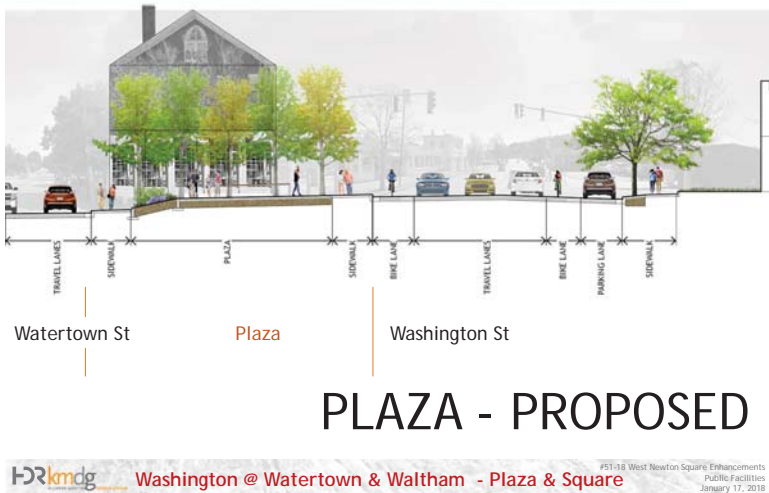 TRAVEL LANES
SIDEWALK
PLAZA
SIDEWALK
BIKE LANE
TRAVEL LANES
BIKE LANE
PARKING LANE
SIDEWALK
Watertown St
Plaza
Washington St
PLAZA - PROPOSED
HDR kmdg
Washington @ Watertown & Waltham - Plaza & Square
#51-18 West Newton Square Enhancements
Public Facilities
January 17, 2018